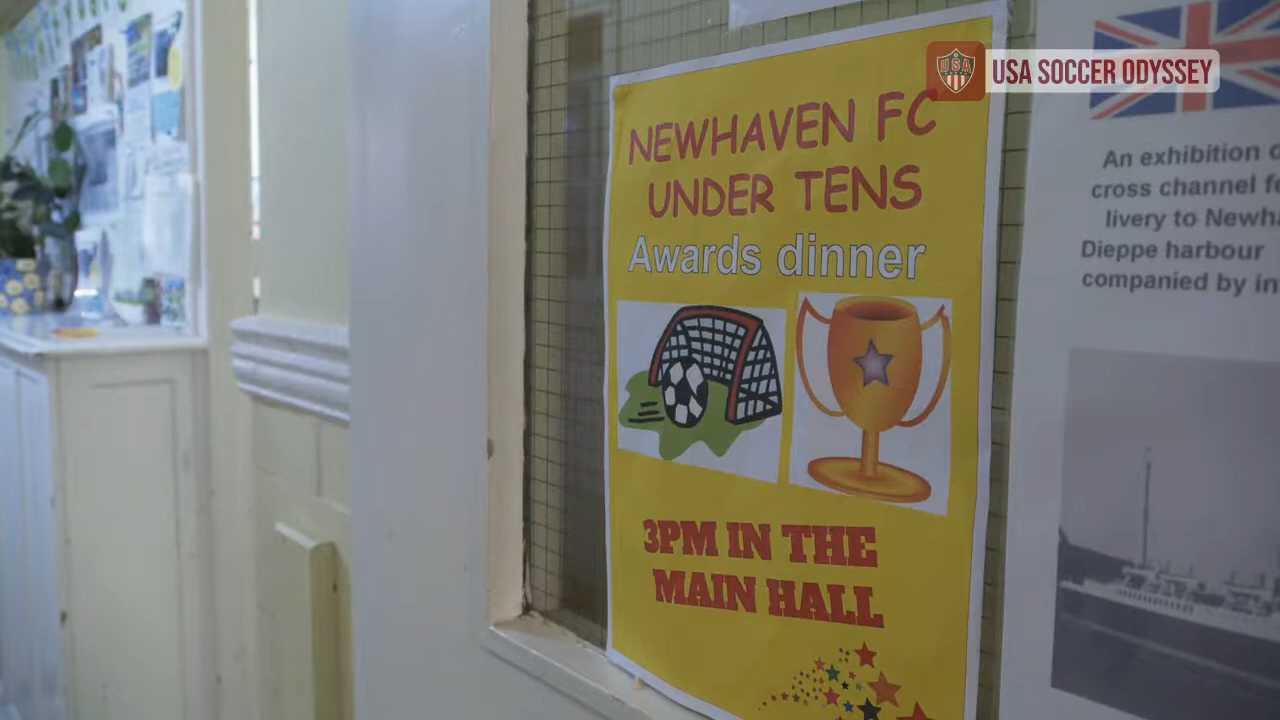 USA
USA SOCCER ODYSSEY
NEWHAVEN FC
UNDER TENS
Awards dinner
3PM IN THE
MAIN HALL
An exhibition
cross channel
livery to
Dieppe harbour
companied by